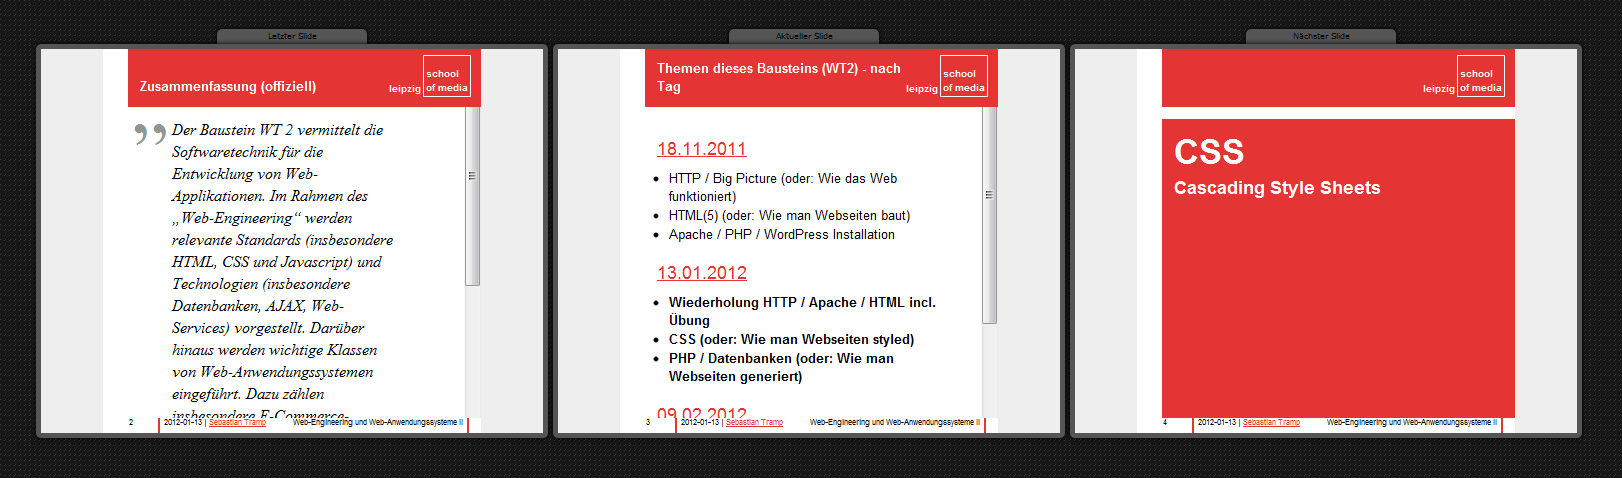 Letzter Slide
Zusammenfassung (offiziell)
leipzig
school
of media
”
Der Baustein WT 2 vermittelt die
Softwaretechnik für die
Entwicklung von Web-
Applikationen. Im Rahmen des
„Web-Engineering“ werden
relevante Standards (insbesondere
HTML, CSS und Javascript) und
Technologien (insbesondere
Datenbanken, AJAX, Web-
Services) vorgestellt. Darüber
hinaus werden wichtige Klassen
von Web-Anwendungssystemen
eingeführt. Dazu zählen
insbesondere E-Commerce-
2 2012-01-13 | Sebastian Tramp Web-Engineering und Web-Anwendungssysteme II
Aktueller Slide
Themen dieses Bausteins (WT2) - nach
Tag
leipzig
school
of media
18.11.2011
• HTTP / Big Picture (oder: Wie das Web
funktioniert)
• HTML(5) (oder: Wie man Webseiten baut)
• Apache / PHP / WordPress Installation
13.01.2012
• Wiederholung HTTP / Apache / HTML incl.
Übung
• CSS (oder: Wie man Webseiten styled)
• PHP / Datenbanken (oder: Wie man
Webseiten generiert)
09.02.2012
3 2012-01-13 | Sebastian Tramp Web-Engineering und Web-Anwendungssysteme II
Nächster Slide
leipzig
school
of media
CSS
Cascading Style Sheets
4 2012-01-13 | Sebastian Tramp Web-Engineering und Web-Anwendungssysteme II